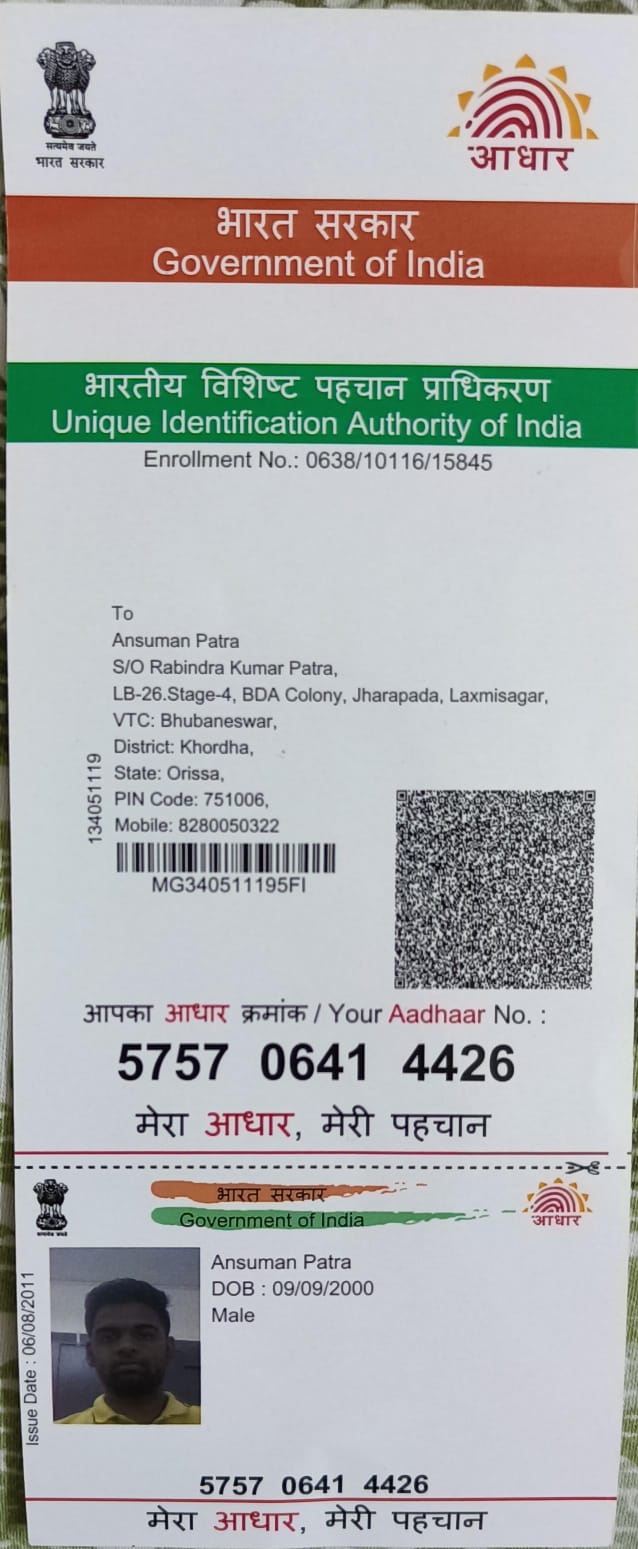 सत्यमेव जयते
भारत सरकार
आधार
भारत सरकार
Government of India
भारतीय विशिष्ट पहचान प्राधिकरण
Unique Identification Authority of India
Enrollment No.: 0638/10116/15845
To
Ansuman Patra
S/O Rabindra Kumar Patra,
LB-26.Stage-4, BDA Colony, Jharapada, Laxmisagar,
VTC: Bhubaneswar,
District: Khordha,
State: Orissa,
PIN Code: 751006,
Mobile: 8280050322
134051119
MG340511195FI
आपका आधार क्रमांक / Your Aadhaar No. :
5757 0641 4426
मेरा आधार, मेरी पहचान
सत्यमेव जयते
भारत सरकार
Government of India
आधार
Issue Date : 06/08/2011
Ansuman Patra
DOB : 09/09/2000
Male
5757 0641 4426
मेरा आधार, मेरी पहचान